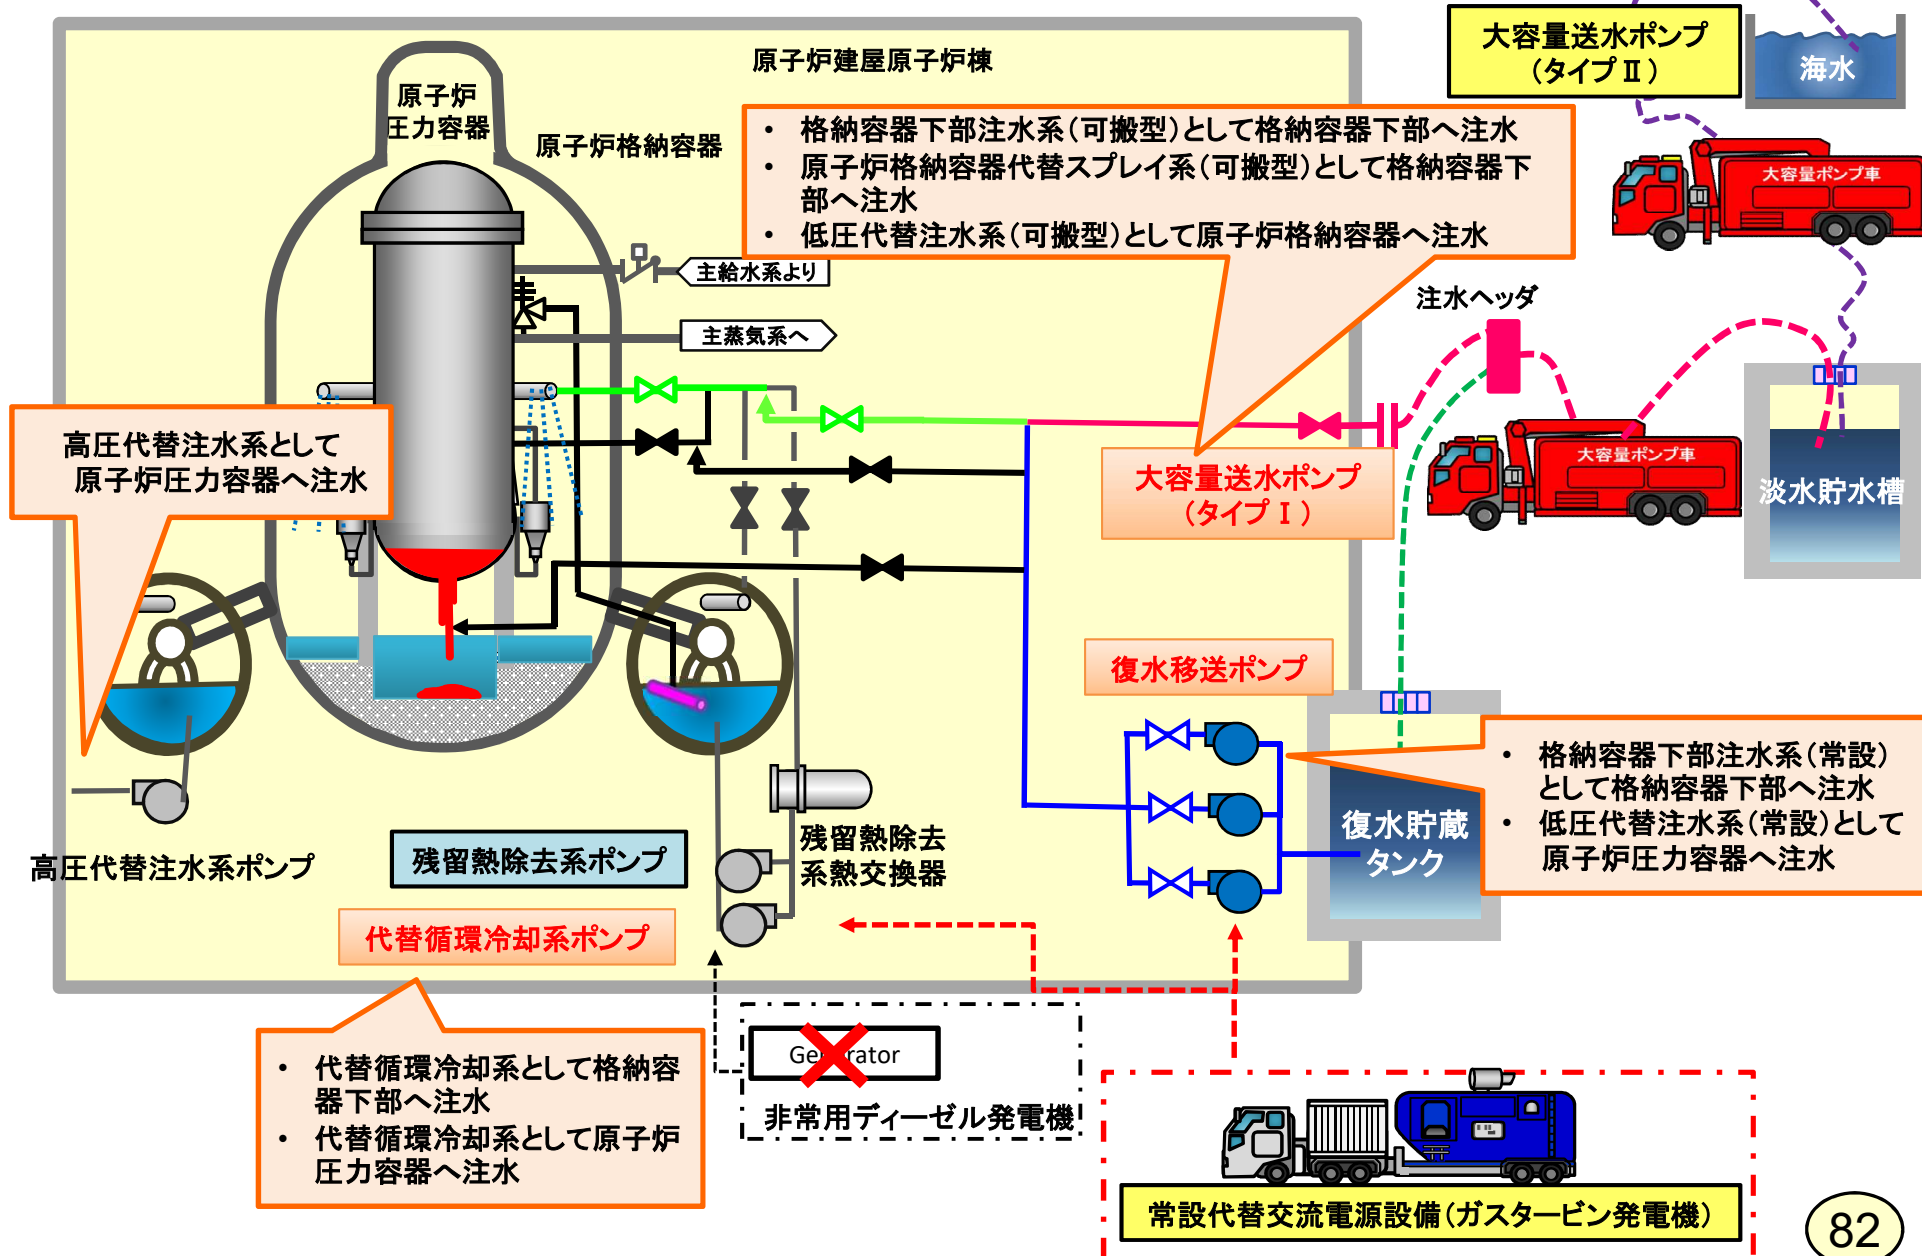 大容量送水ポンプ
（タイプⅡ）
海水
原子炉建屋原子炉棟
原子炉
圧力容器
原子炉格納容器
・ 格納容器下部注水系（可搬型）として格納容器下部へ注水
・ 原子炉格納容器代替スプレイ系（可搬型）として格納容器下
部へ注水
・ 低圧代替注水系（可搬型）として原子炉格納容器へ注水
大容量ポンプ車
主給水系より
主蒸気系へ
注水ヘッダ
高圧代替注水系として
原子炉圧力容器へ注水
大容量送水ポンプ
（タイプⅠ）
大容量ポンプ車
淡水貯水槽
復水移送ポンプ
・ 格納容器下部注水系（常設）
として格納容器下部へ注水
・ 低圧代替注水系（常設）として
原子炉圧力容器へ注水
復水貯蔵
タンク
高圧代替注水系ポンプ
残留熱除去系ポンプ
残留熱除去
系熱交換器
代替循環冷却系ポンプ
・ 代替循環冷却系として格納容
器下部へ注水
・ 代替循環冷却系として原子炉
圧力容器へ注水
Generator
非常用ディーゼル発電機
常設代替交流電源設備（ガスタービン発電機）
82